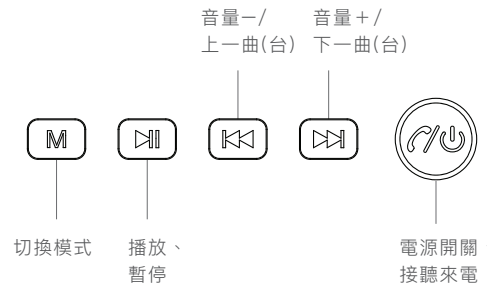 音量−/
上一曲(台)
音量＋/
下一曲(台)
M
切換模式
播放、
暫停
電源開關
接聽來電